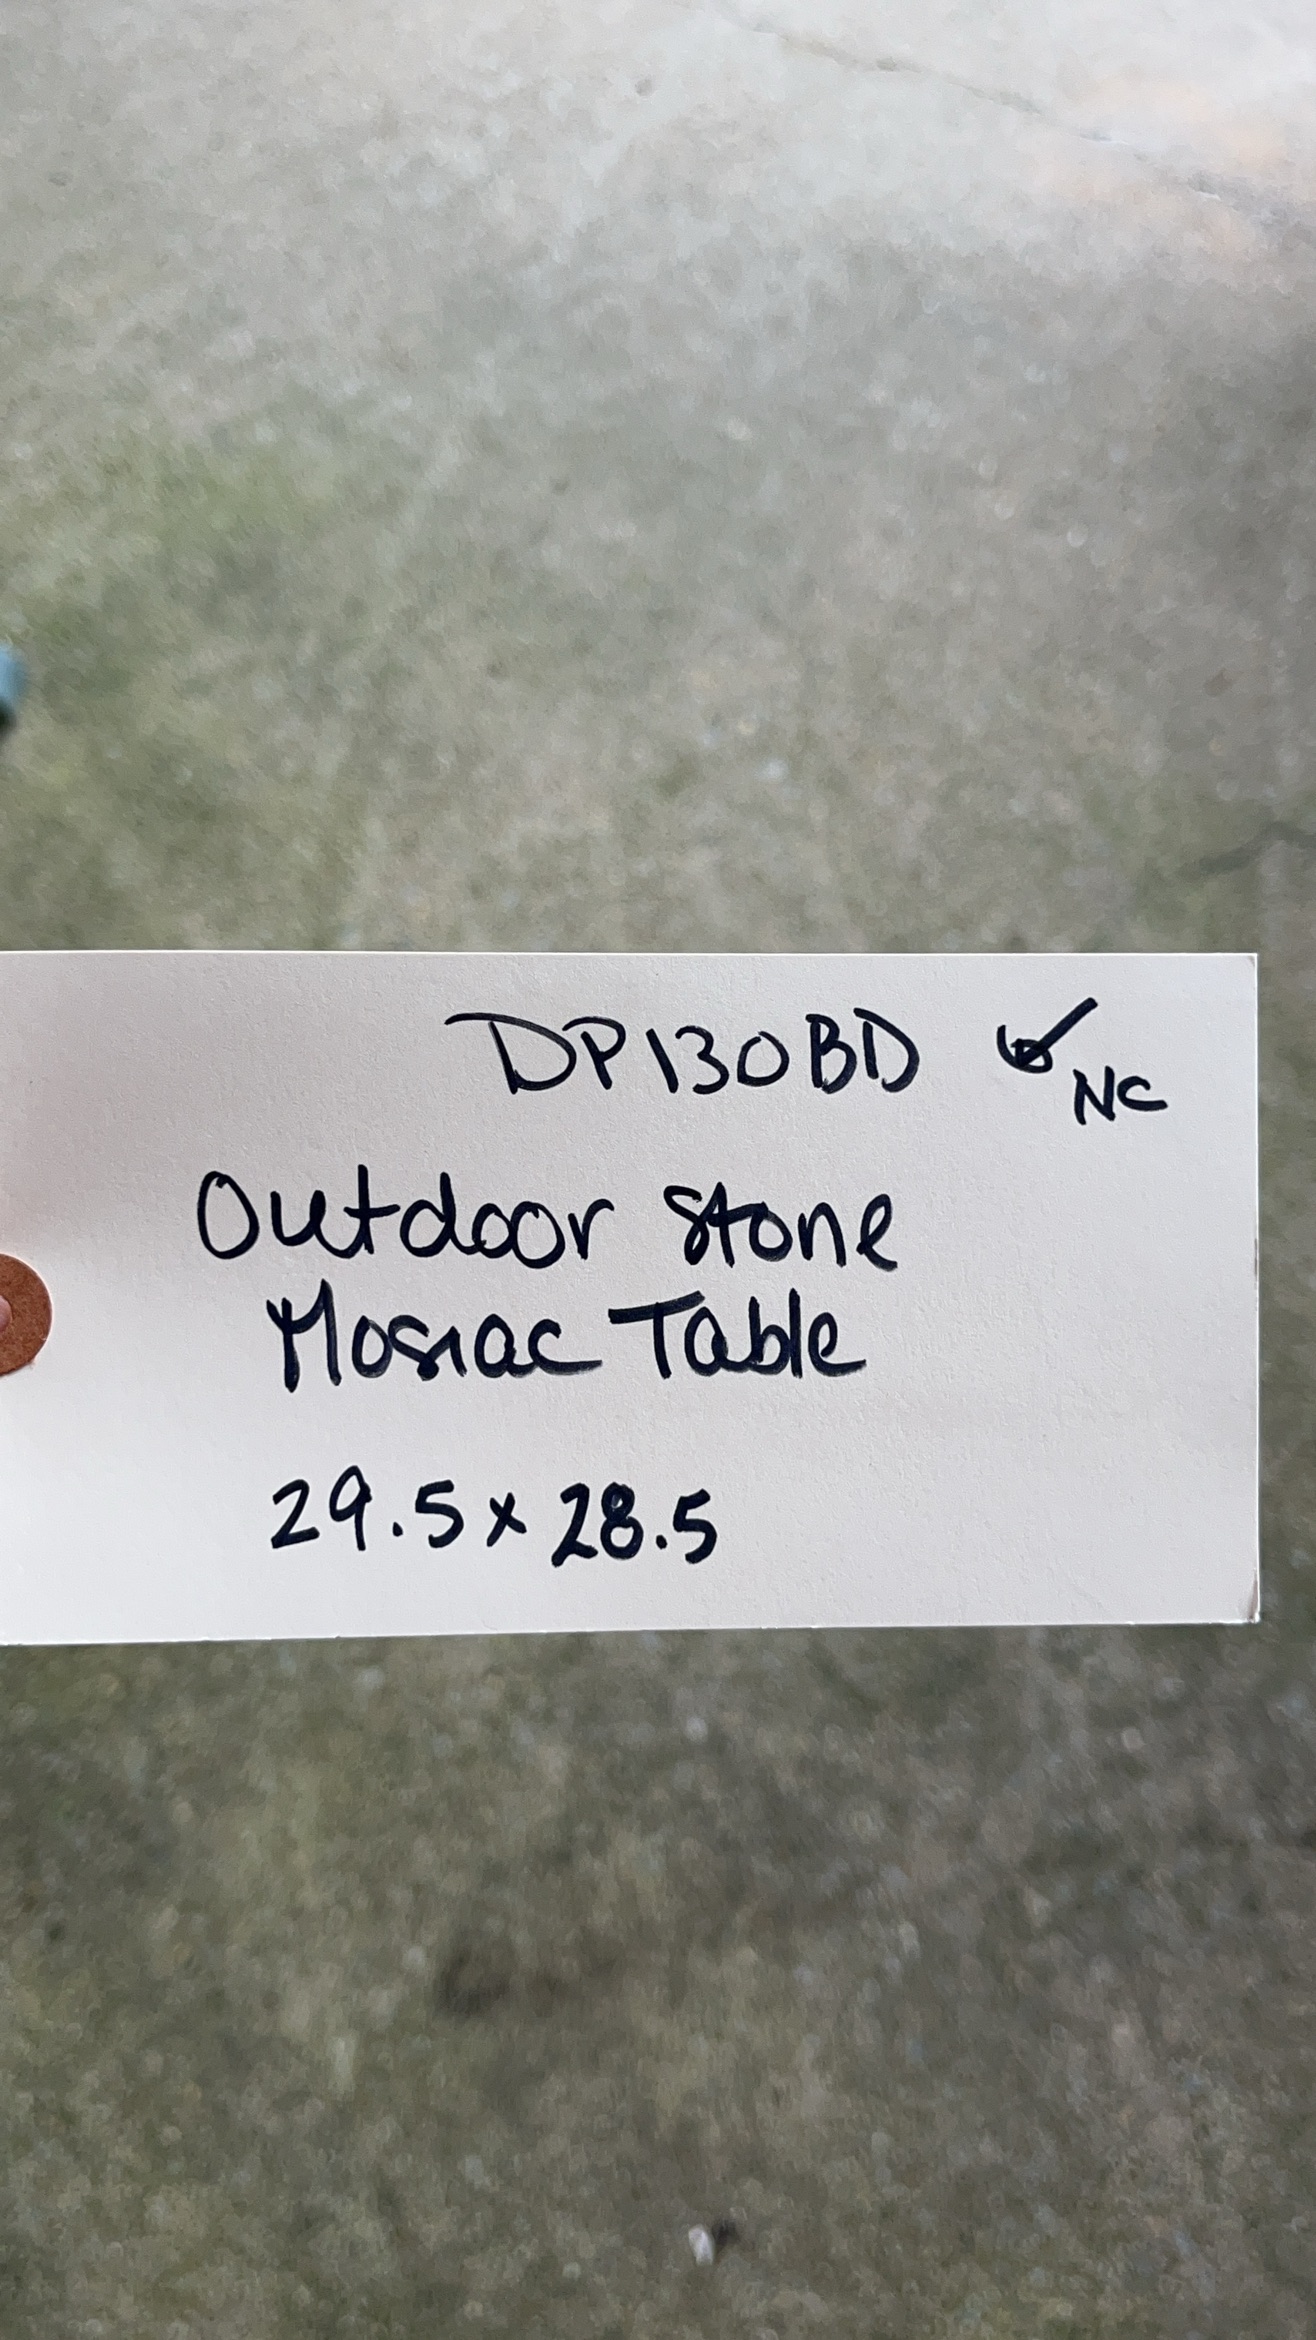 DP130BD ✓
NC
Outdoor Stone
Mosiac Table
29.5 x 28.5